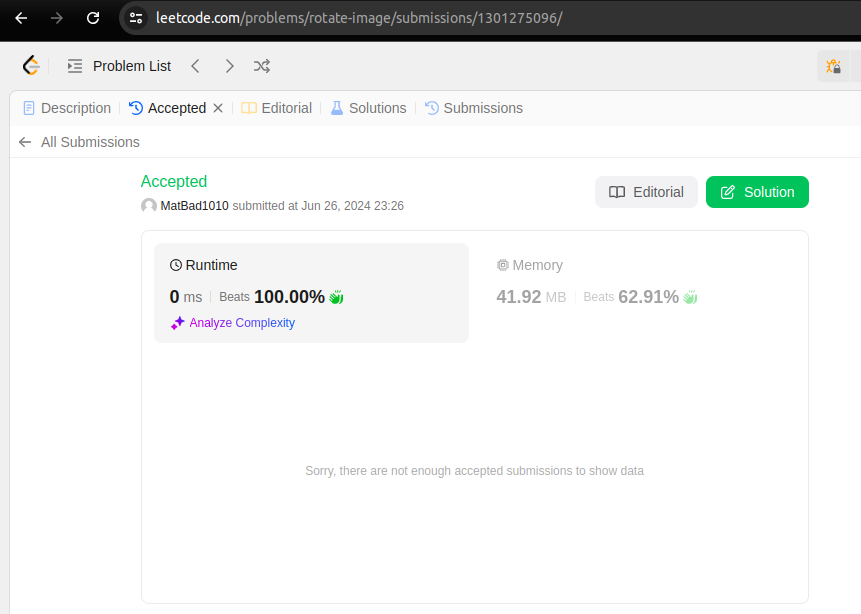 leetcode.com/problems/rotate-image/submissions/1301275096/
Problem List
Description Accepted Editorial Solutions Submissions
All Submissions
Accepted
MatBad1010 submitted at Jun 26, 2024 23:26
Editorial Solution
Runtime Memory
0 ms Beats 100.00% 41.92 MB Beats 62.91%
Analyze Complexity
Sorry, there are not enough accepted submissions to show data